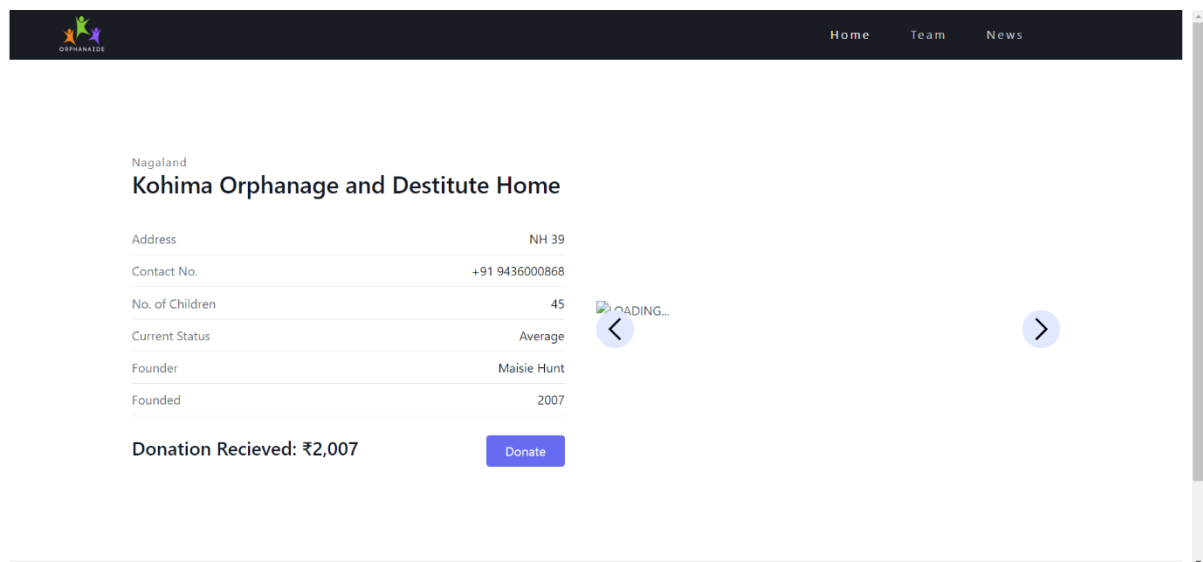 ORPHANAIDE
Home Team News
Nagaland
Kohima Orphanage and Destitute Home
Address NH 39
Contact No. +91 9436000868
No. of Children 45
Current Status Average
Founder Maisie Hunt
Founded 2007
Donation Recieved: ₹2,007 Donate
LOADING...